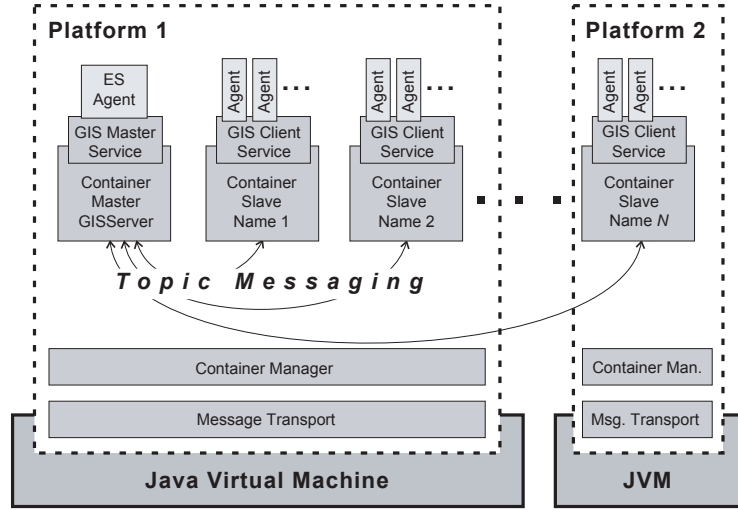 Platform 1
ES
Agent
GIS Master
Service
Container
Master
GISServer
Agent
Agent
...
GIS Client
Service
Container
Slave
Name 1
Agent
Agent
...
GIS Client
Service
Container
Slave
Name 2
. . .
Platform 2
Agent
Agent
...
GIS Client
Service
Container
Slave
Name N
Topic Messaging
Container Manager
Container Man.
Message Transport
Msg. Transport
Java Virtual Machine
JVM